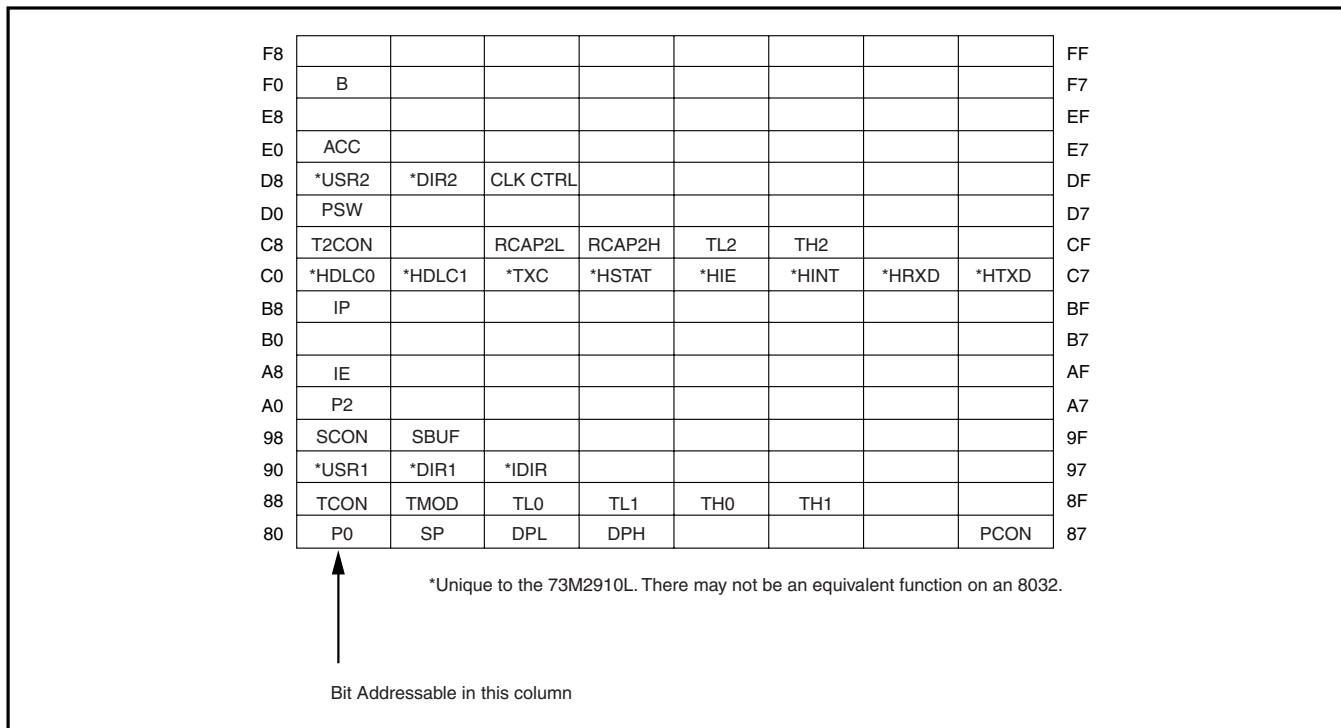 F8 FF
F0 B F7
E8 EF
E0 ACC E7
D8 *USR2 *DIR2 CLK CTRL DF
D0 PSW D7
C8 T2CON RCAP2L RCAP2H TL2 TH2 CF
C0 *HDLC0 *HDLC1 *TXC *HSTAT *HIE *HINT *HRXD *HTXD C7
B8 IP BF
B0 B7
A8 IE AF
A0 P2 A7
98 SCON SBUF 9F
90 *USR1 *DIR1 *IDIR 97
88 TCON TMOD TL0 TL1 TH0 TH1 8F
80 P0 SP DPL DPH PCON 87
*Unique to the 73M2910L. There may not be an equivalent function on an 8032.
Bit Addressable in this column